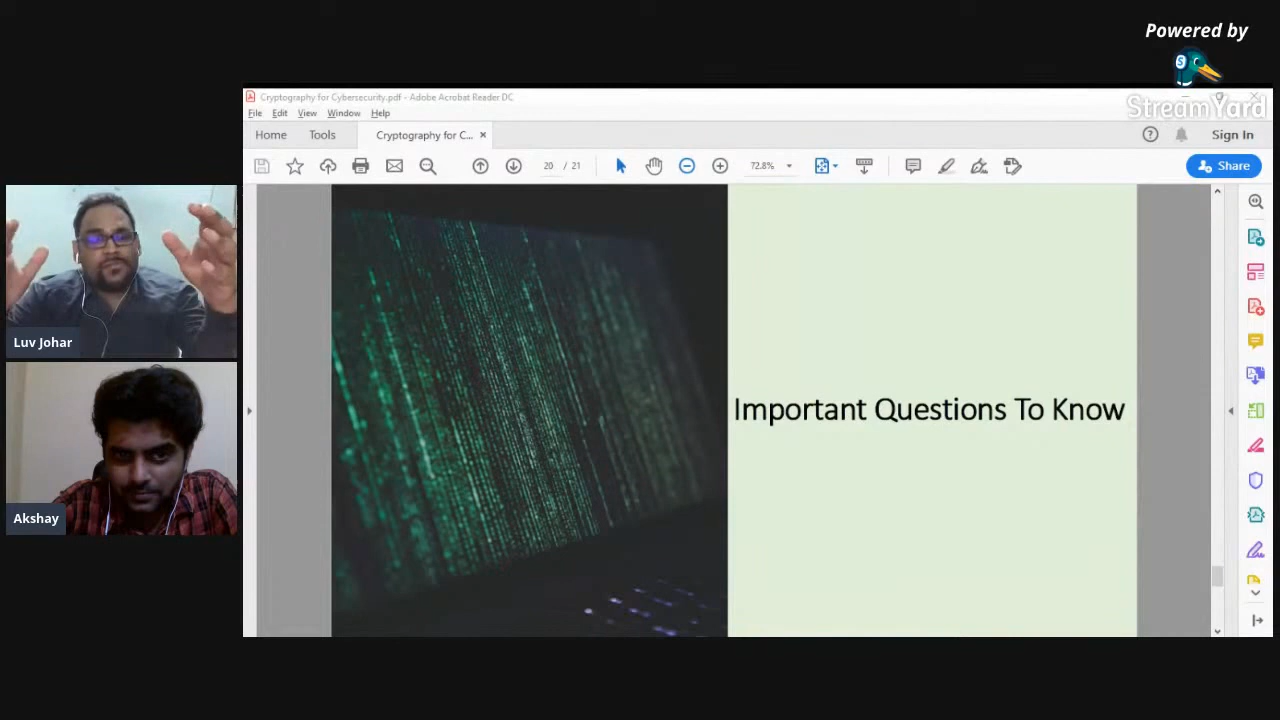 Powered by
S
StreamYard
Cryptography for Cybersecurity.pdf - Adobe Acrobat Reader DC
File Edit View Window Help
Home Tools Cryptography for C... ×
? Sign In
20 / 21 72.8% Share
Important Questions To Know
Luv Johar
Akshay